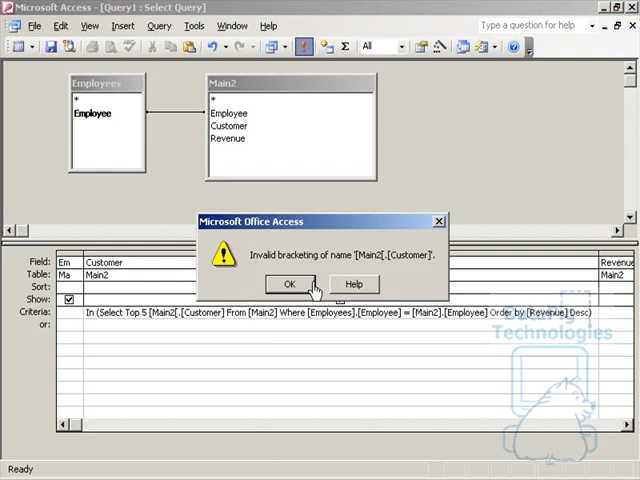 Microsoft Access - [Query1 : Select Query]
File Edit View Insert Query Tools Window Help
Type a question for help
All
Employees
*
Employee
Main2
*
Employee
Customer
Revenue
Microsoft Office Access
Invalid bracketing of name '[Main2[.[Customer]'.
OK Help
Field: Em Customer Revenue
Table: Ma Main2 Main2
Sort:
Show:
Criteria: In (Select Top 5 [Main2[.[Customer] From [Main2] Where [Employees].[Employee] = [Main2].[Employee] Order by [Revenue] Desc)
or:
DataPig
Technologies
Ready